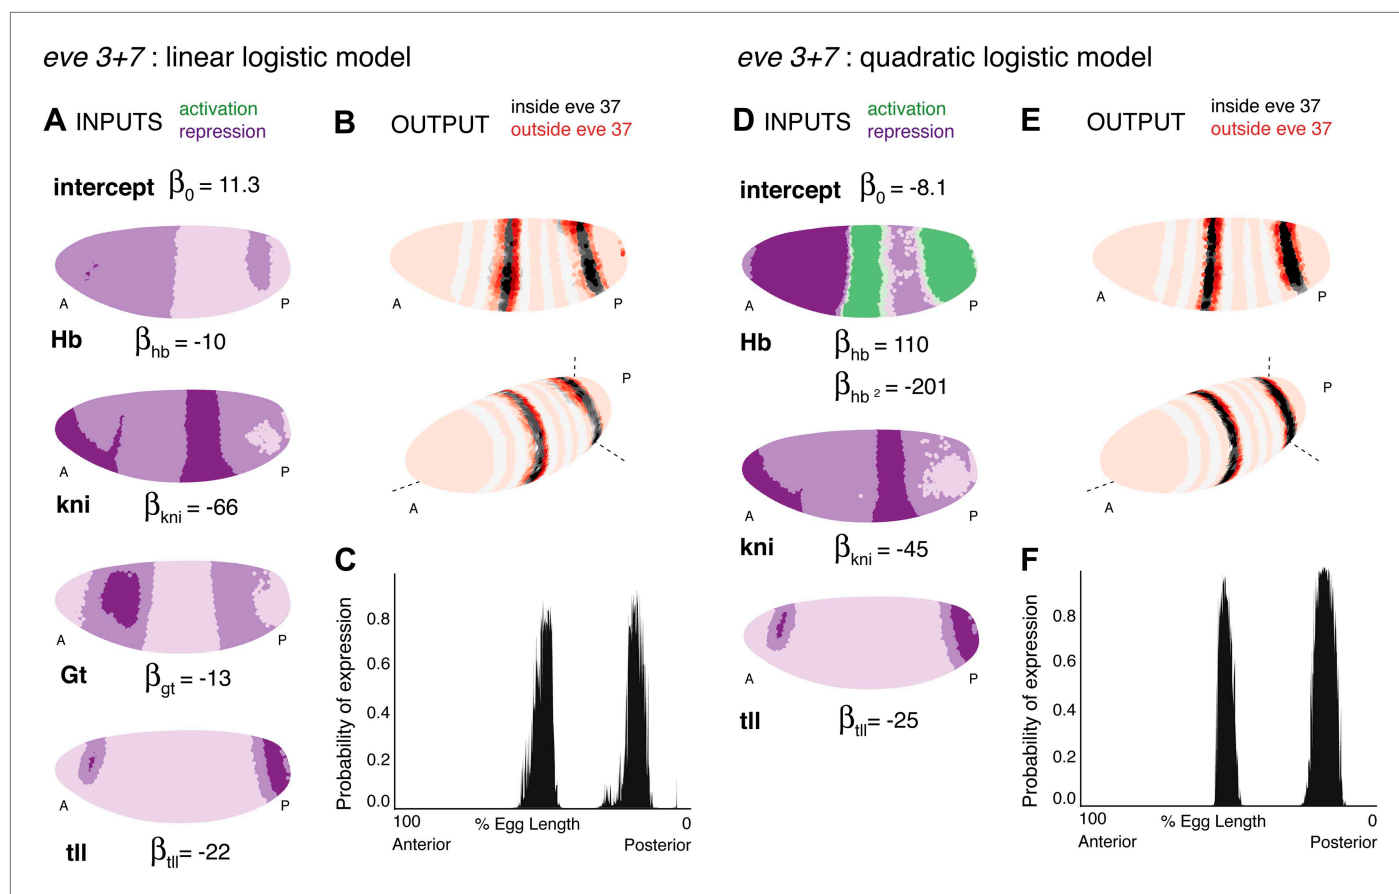 eve 3+7 : linear logistic model
A INPUTS
activation
repression
intercept β0 = 11.3
A
P
Hb
βhb = -10
A
P
kni
βkni = -66
A
P
Gt
βgt = -13
A
P
tll
βtll= -22
B OUTPUT
inside eve 37
outside eve 37
A
P
P
A
C
Probability of expression
0.8
0.6
0.4
0.2
0.0
100
% Egg Length
0
Anterior
Posterior
eve 3+7 : quadratic logistic model
D INPUTS
activation
repression
intercept β0 = -8.1
A
P
Hb
βhb = 110
βhb 2 = -201
A
P
kni
βkni = -45
A
P
tll
βtll= -25
E OUTPUT
inside eve 37
outside eve 37
A
P
P
A
F
Probability of expression
0.8
0.6
0.4
0.2
0.0
100
% Egg Length
0
Anterior
Posterior